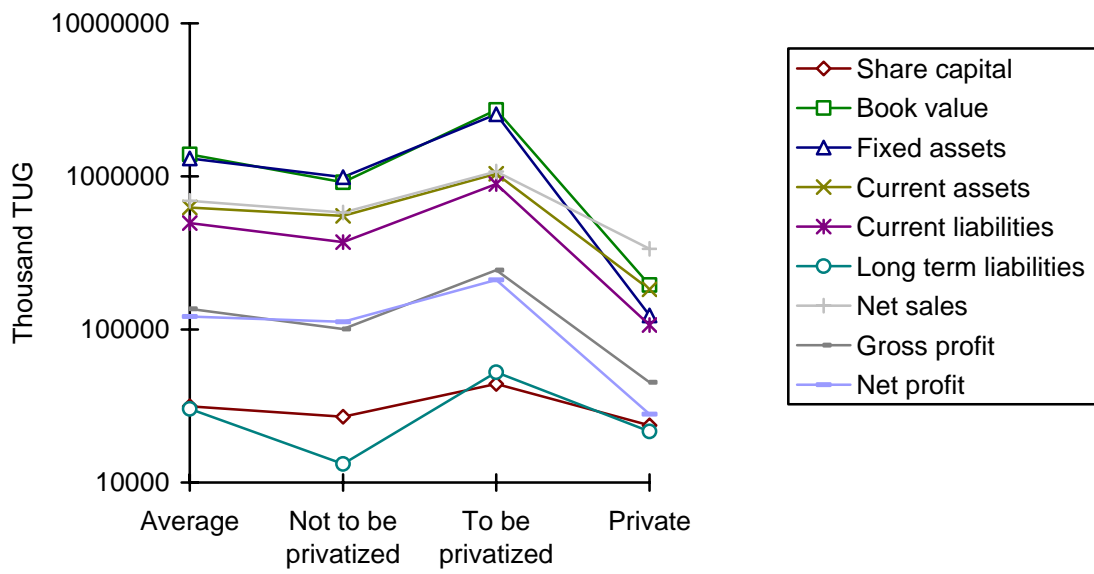 10000000
1000000
100000
10000
Thousand TUG
Average
Not to be
privatized
To be
privatized
Private
Share capital
Book value
Fixed assets
Current assets
Current liabilities
Long term liabilities
Net sales
Gross profit
Net profit